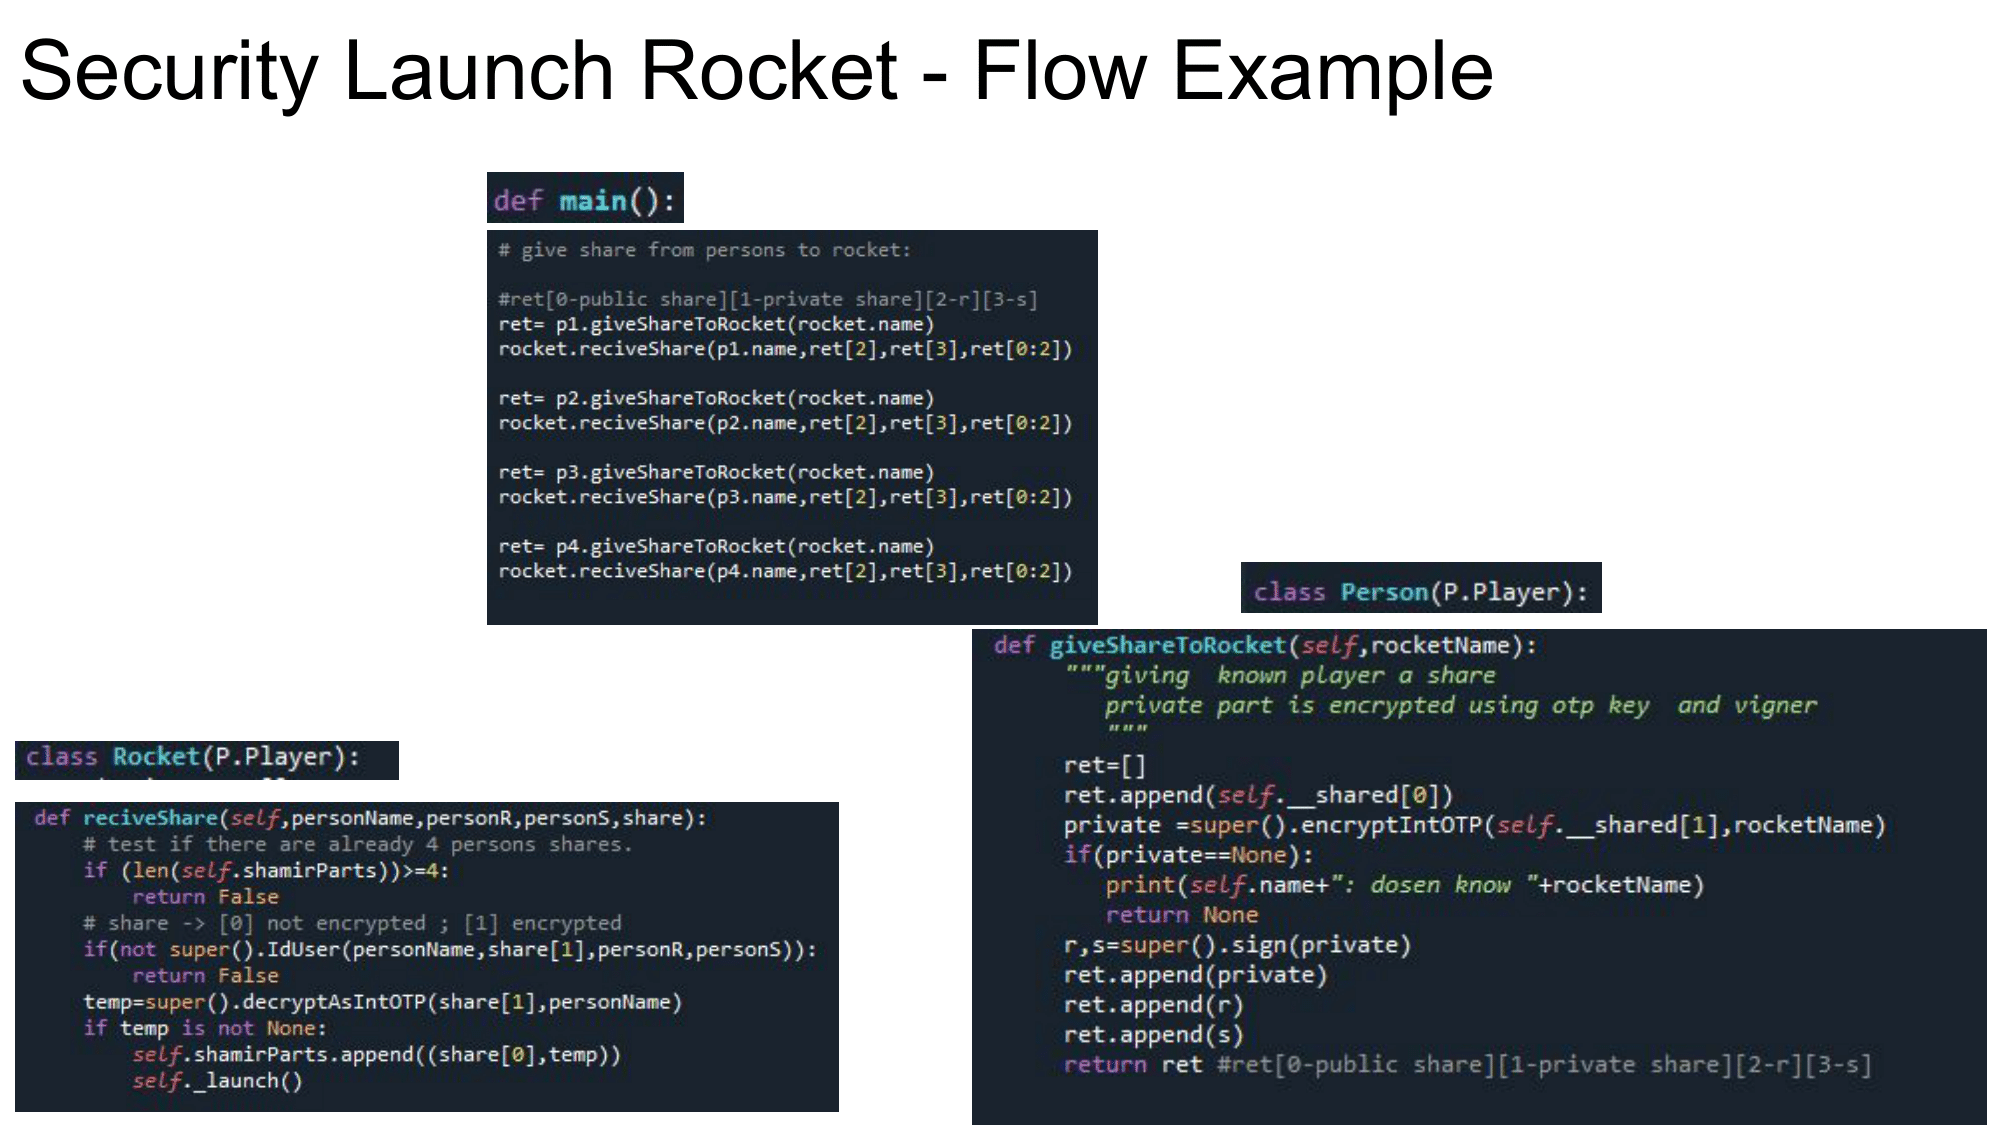 Security Launch Rocket - Flow Example
def main():
# give share from persons to rocket:
#ret[0-public share][1-private share][2-r][3-s]
ret= p1.giveShareToRocket(rocket.name)
rocket.reciveShare(p1.name,ret[2],ret[3],ret[0:2])
ret= p2.giveShareToRocket(rocket.name)
rocket.reciveShare(p2.name,ret[2],ret[3],ret[0:2])
ret= p3.giveShareToRocket(rocket.name)
rocket.reciveShare(p3.name,ret[2],ret[3],ret[0:2])
ret= p4.giveShareToRocket(rocket.name)
rocket.reciveShare(p4.name,ret[2],ret[3],ret[0:2])
class Person(P.Player):
def giveShareToRocket(self,rocketName):
"""giving  known player a share
private part is encrypted using otp key  and vigner
"""
ret=[]
ret.append(self.__shared[0])
private =super().encryptIntOTP(self.__shared[1],rocketName)
if(private==None):
print(self.name+": dosen know "+rocketName)
return None
r,s=super().sign(private)
ret.append(private)
ret.append(r)
ret.append(s)
return ret #ret[0-public share][1-private share][2-r][3-s]
class Rocket(P.Player):
def reciveShare(self,personName,personR,personS,share):
# test if there are already 4 persons shares.
if (len(self.shamirParts))>=4:
return False
# share -> [0] not encrypted ; [1] encrypted
if(not super().IdUser(personName,share[1],personR,personS)):
return False
temp=super().decryptAsIntOTP(share[1],personName)
if temp is not None:
self.shamirParts.append((share[0],temp))
self._launch()